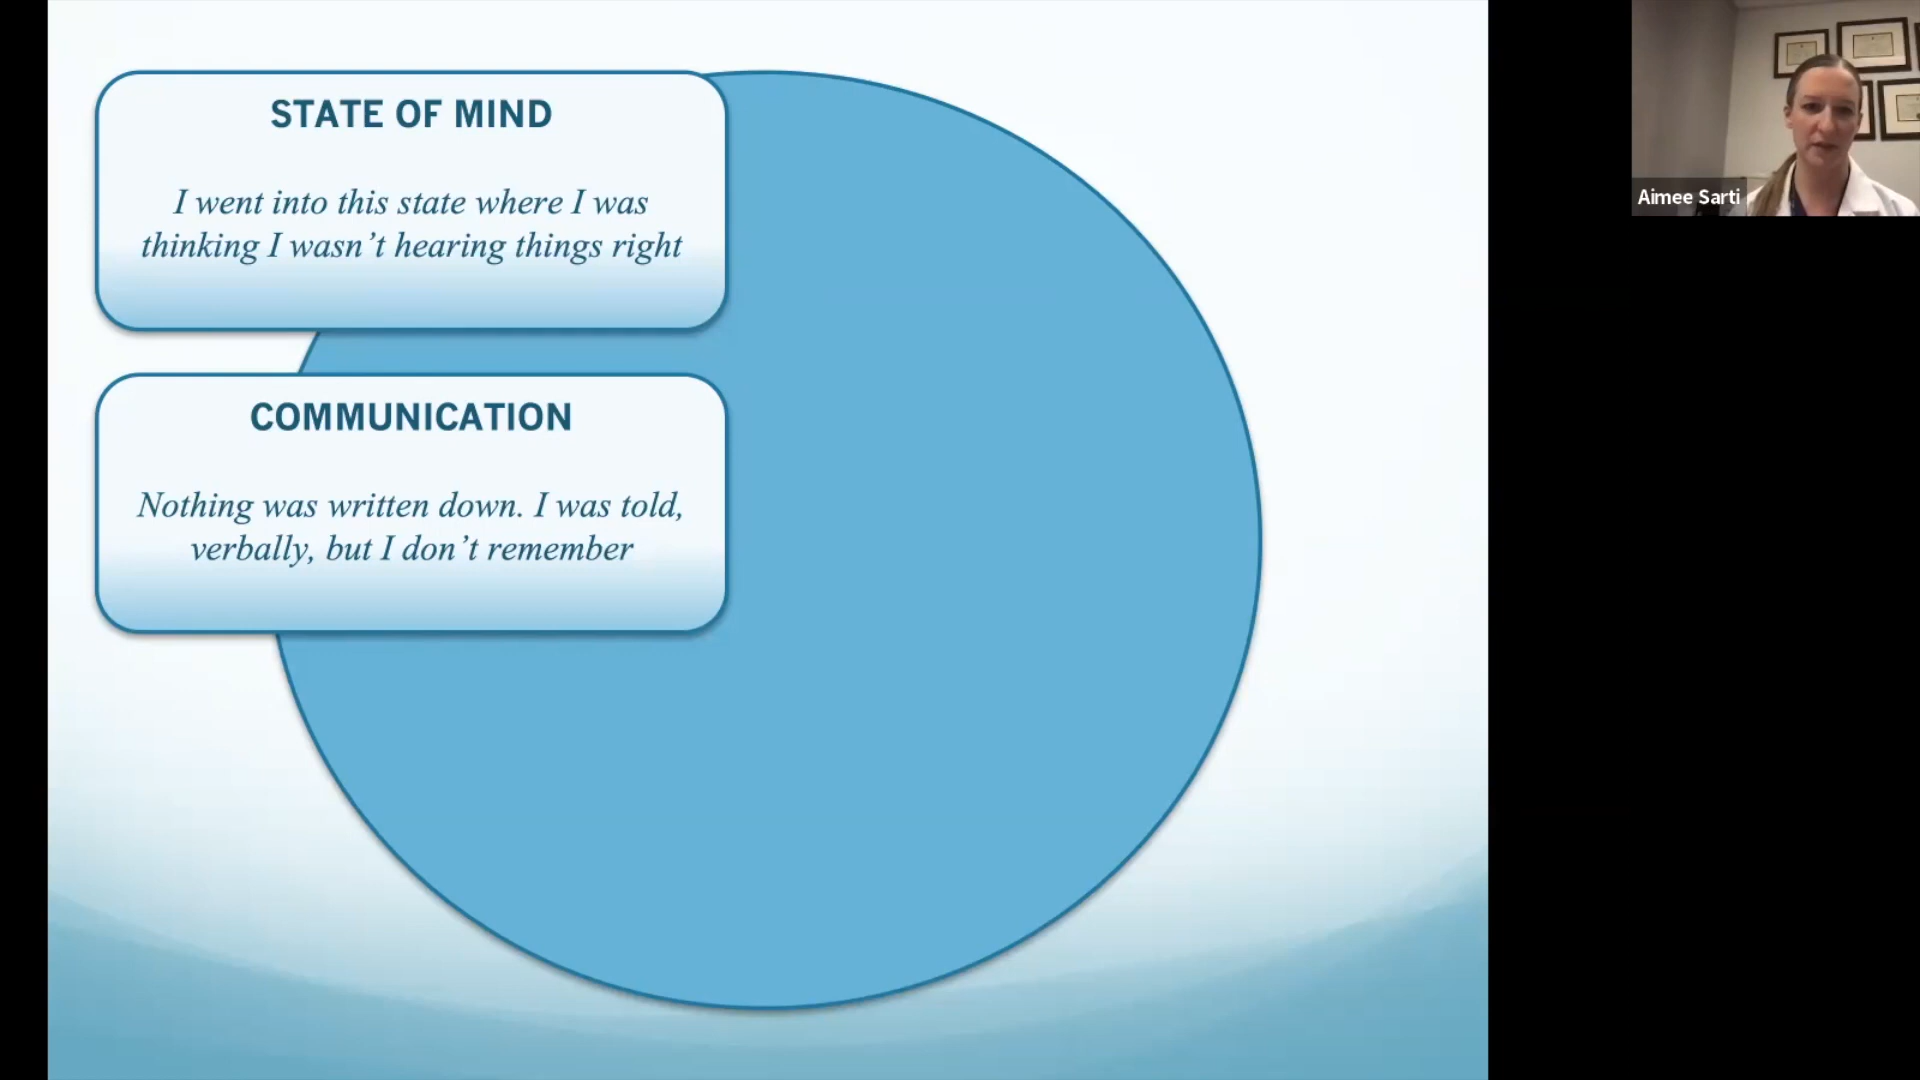 STATE OF MIND
I went into this state where I was
thinking I wasn’t hearing things right
COMMUNICATION
Nothing was written down. I was told,
verbally, but I don’t remember
Aimee Sarti